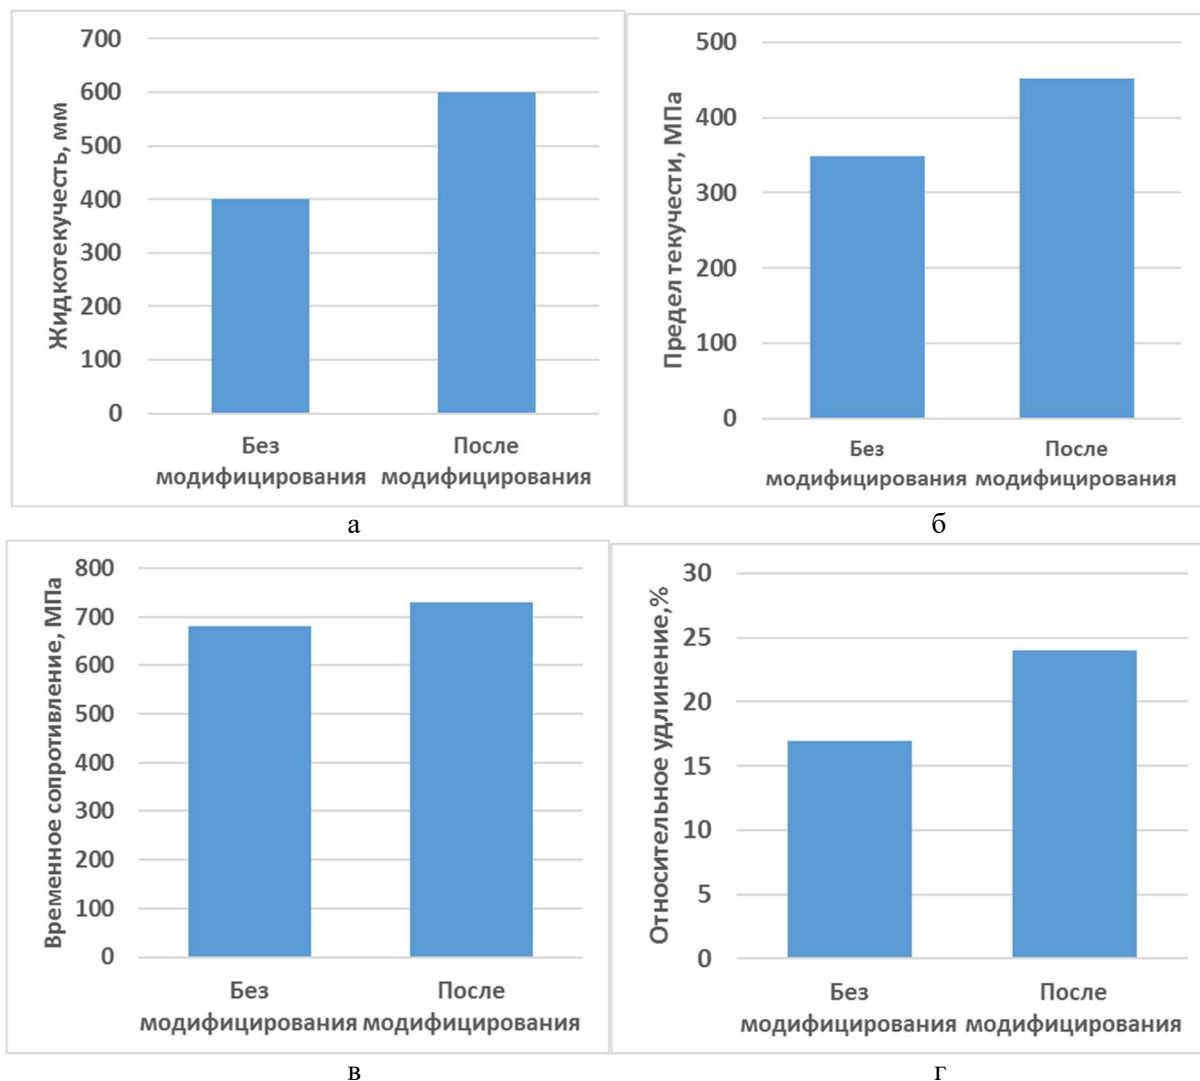 Жидкотекучесть, мм
700
600
500
400
300
200
100
0
Без
модифицирования
После
модифицирования
а
Предел текучести, МПа
500
400
300
200
100
0
Без
модифицирования
После
модифицирования
б
Временное сопротивление, МПа
800
700
600
500
400
300
200
100
0
Без
модифицирования
После
модифицирования
в
Относительное удлинение,%
30
25
20
15
10
5
0
Без
модифицирования
После
модифицирования
г